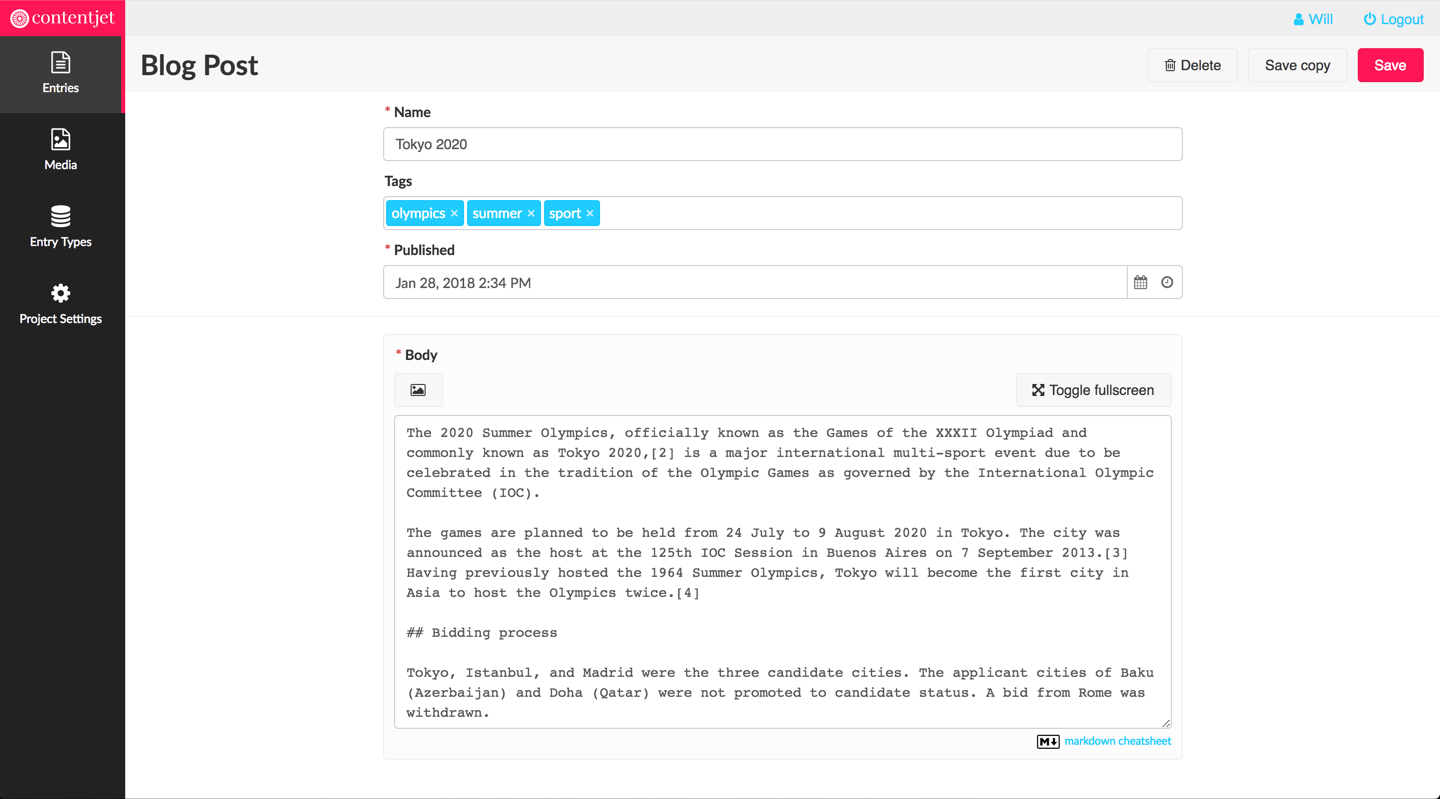 contentjet
Will
Logout
Entries
Media
Entry Types
Project Settings
Blog Post
Delete
Save copy
Save
* Name
Tokyo 2020
Tags
olympics ×
summer ×
sport ×
* Published
Jan 28, 2018 2:34 PM
* Body
Toggle fullscreen
The 2020 Summer Olympics, officially known as the Games of the XXXII Olympiad and
commonly known as Tokyo 2020,[2] is a major international multi-sport event due to be
celebrated in the tradition of the Olympic Games as governed by the International Olympic
Committee (IOC).
The games are planned to be held from 24 July to 9 August 2020 in Tokyo. The city was
announced as the host at the 125th IOC Session in Buenos Aires on 7 September 2013.[3]
Having previously hosted the 1964 Summer Olympics, Tokyo will become the first city in
Asia to host the Olympics twice.[4]
## Bidding process
Tokyo, Istanbul, and Madrid were the three candidate cities. The applicant cities of Baku
(Azerbaijan) and Doha (Qatar) were not promoted to candidate status. A bid from Rome was
withdrawn.
M↓ markdown cheatsheet